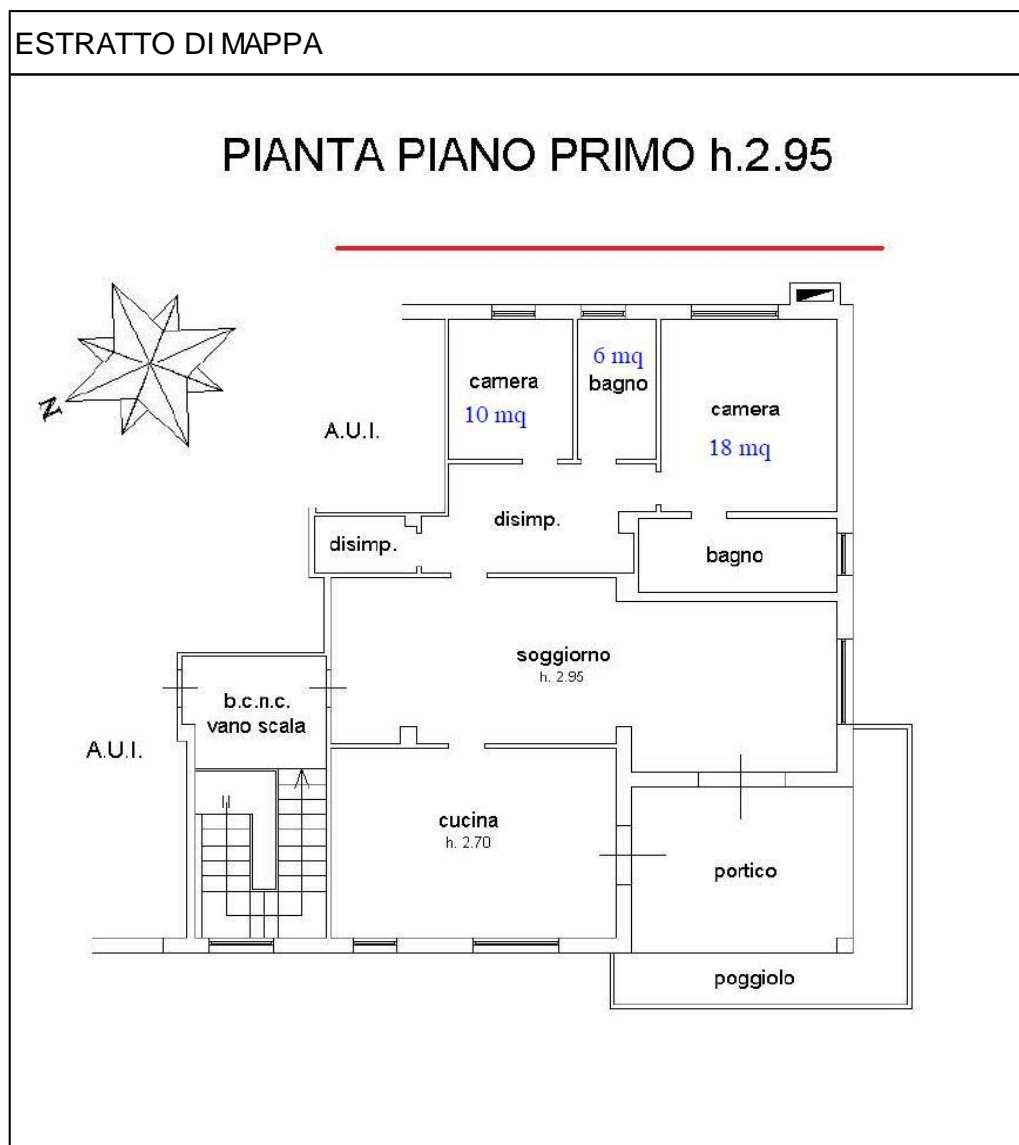 ESTRATTO DI MAPPA
PIANTA PIANO PRIMO h.2.95
N
A.U.I.
camera
10 mq
6 mq
bagno
camera
18 mq
disimp.
disimp.
bagno
soggiorno
h. 2.95
b.c.n.c.
vano scala
A.U.I.
cucina
h. 2.70
portico
poggiolo